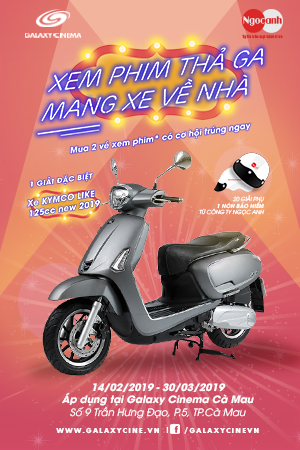 GALAXY CINEMA
Ngọcanh
XEM PHIM THẢ GA
MANG XE VỀ NHÀ
Mua 2 vé xem phim* có cơ hội trúng ngay
1 GIẢI ĐẶC BIỆT
Xe KYMCO LIKE
125cc new 2019
20 GIẢI PHỤ
1 NÓN BẢO HIỂM
TỪ CÔNG TY NGỌC ANH
14/02/2019 - 30/03/2019
Áp dụng tại Galaxy Cinema Cà Mau
Số 9 Trần Hưng Đạo, P.5, TP.Cà Mau
WWW.GALAXYCINE.VN | f /GALAXYCINEVN